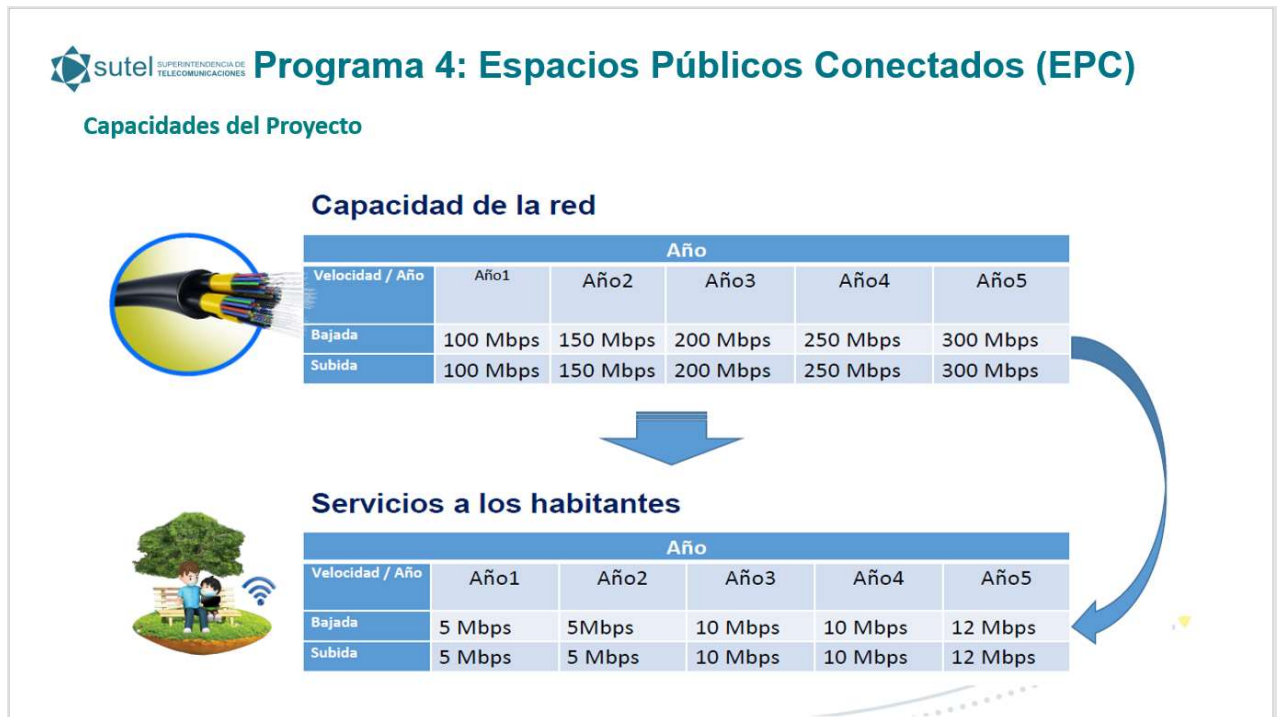 sutel SUPERINTENDENCIA DE TELECOMUNICACIONES
Programa 4: Espacios Públicos Conectados (EPC)
Capacidades del Proyecto
Capacidad de la red
Año
Velocidad / Año Año1 Año2 Año3 Año4 Año5
Bajada 100 Mbps 150 Mbps 200 Mbps 250 Mbps 300 Mbps
Subida 100 Mbps 150 Mbps 200 Mbps 250 Mbps 300 Mbps
Servicios a los habitantes
Año
Velocidad / Año Año1 Año2 Año3 Año4 Año5
Bajada 5 Mbps 5Mbps 10 Mbps 10 Mbps 12 Mbps
Subida 5 Mbps 5 Mbps 10 Mbps 10 Mbps 12 Mbps